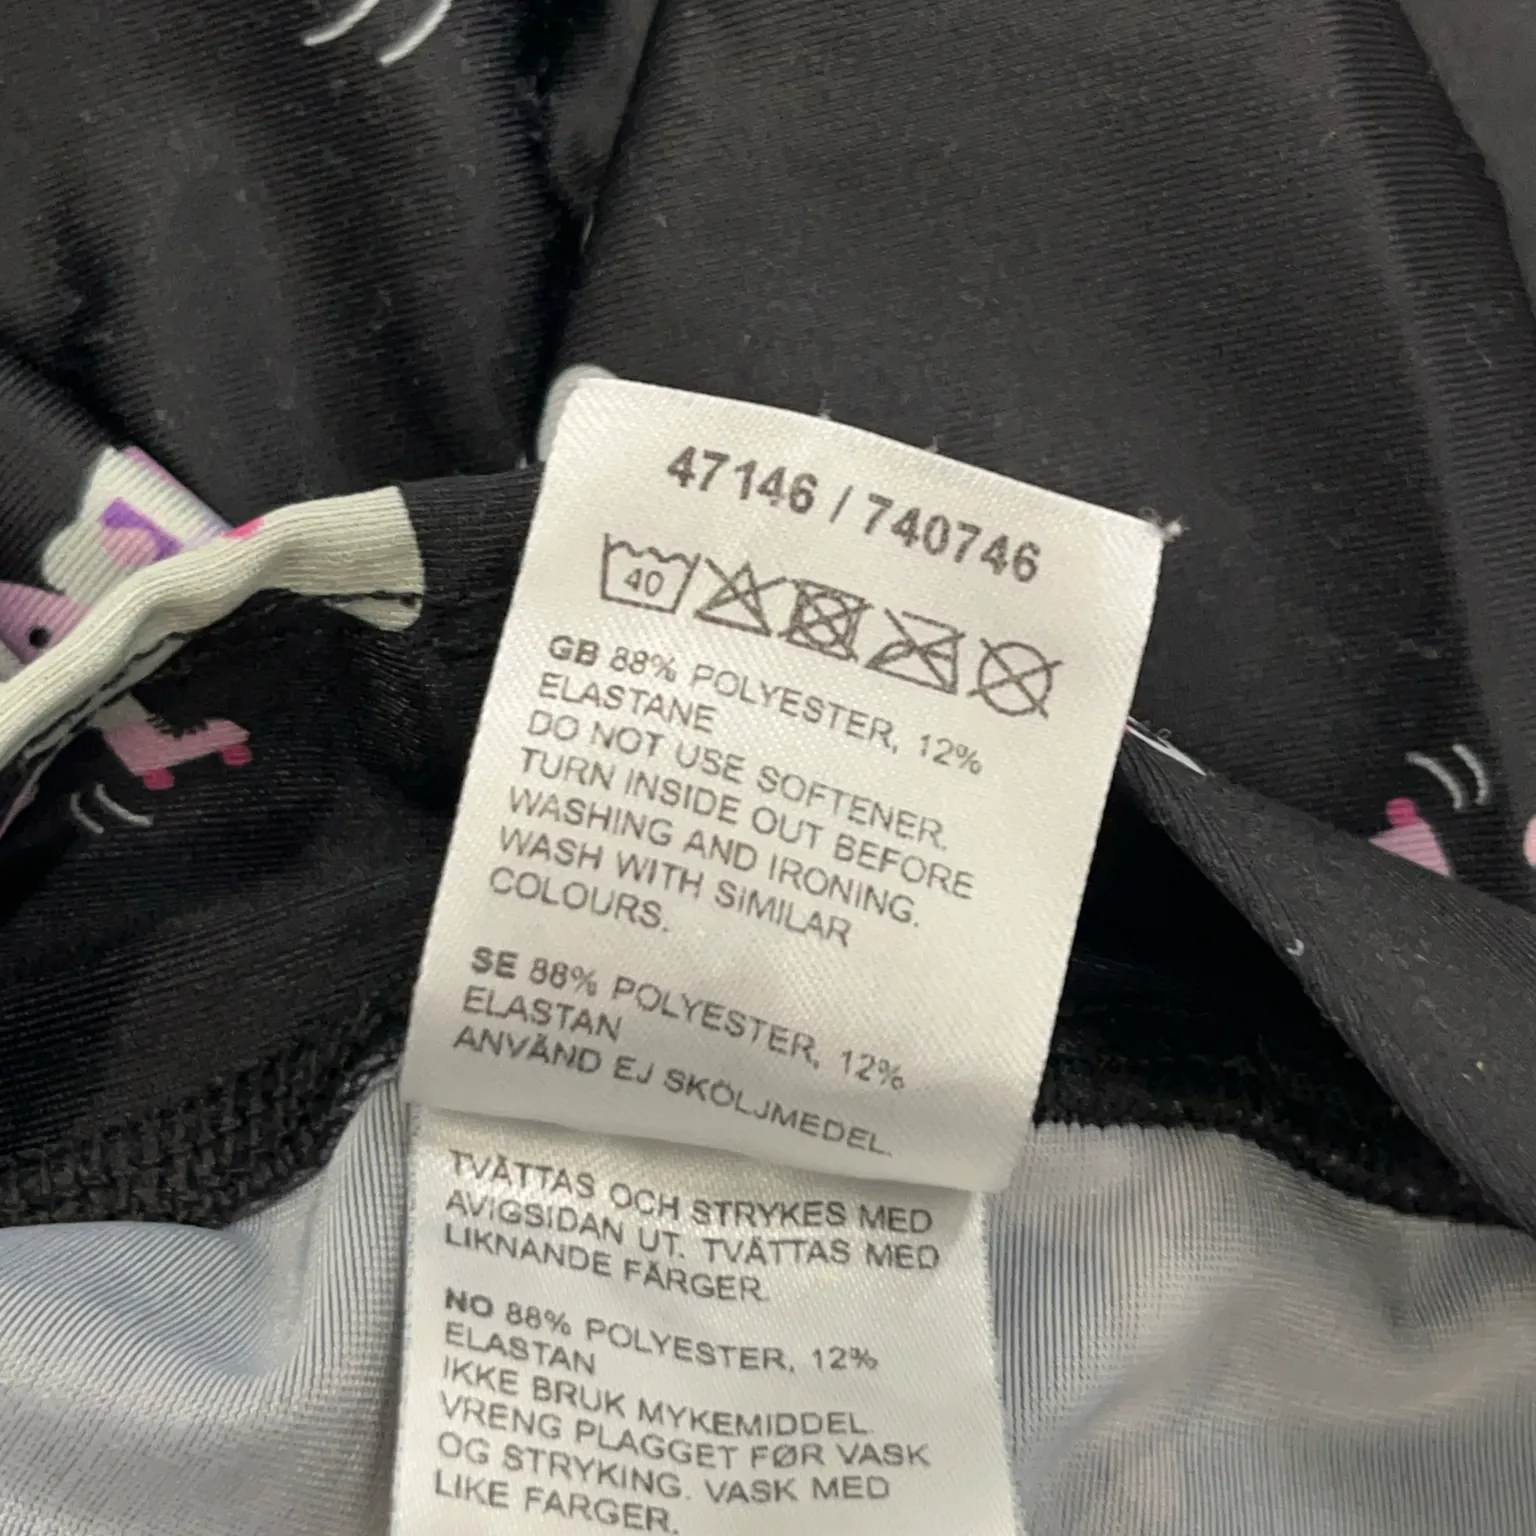 47146 / 740746
40
GB 88% POLYESTER, 12%
ELASTANE
DO NOT USE SOFTENER.
TURN INSIDE OUT BEFORE
WASHING AND IRONING.
WASH WITH SIMILAR
COLOURS.
SE 88% POLYESTER, 12%
ELASTAN
ANVÄND EJ SKÖLJMEDEL.
TVÄTTAS OCH STRYKES MED
AVIGSIDAN UT. TVÄTTAS MED
LIKNANDE FÄRGER.
NO 88% POLYESTER, 12%
ELASTAN
IKKE BRUK MYKEMIDDEL.
VRENG PLAGGET FØR VASK
OG STRYKING. VASK MED
LIKE FARGER.